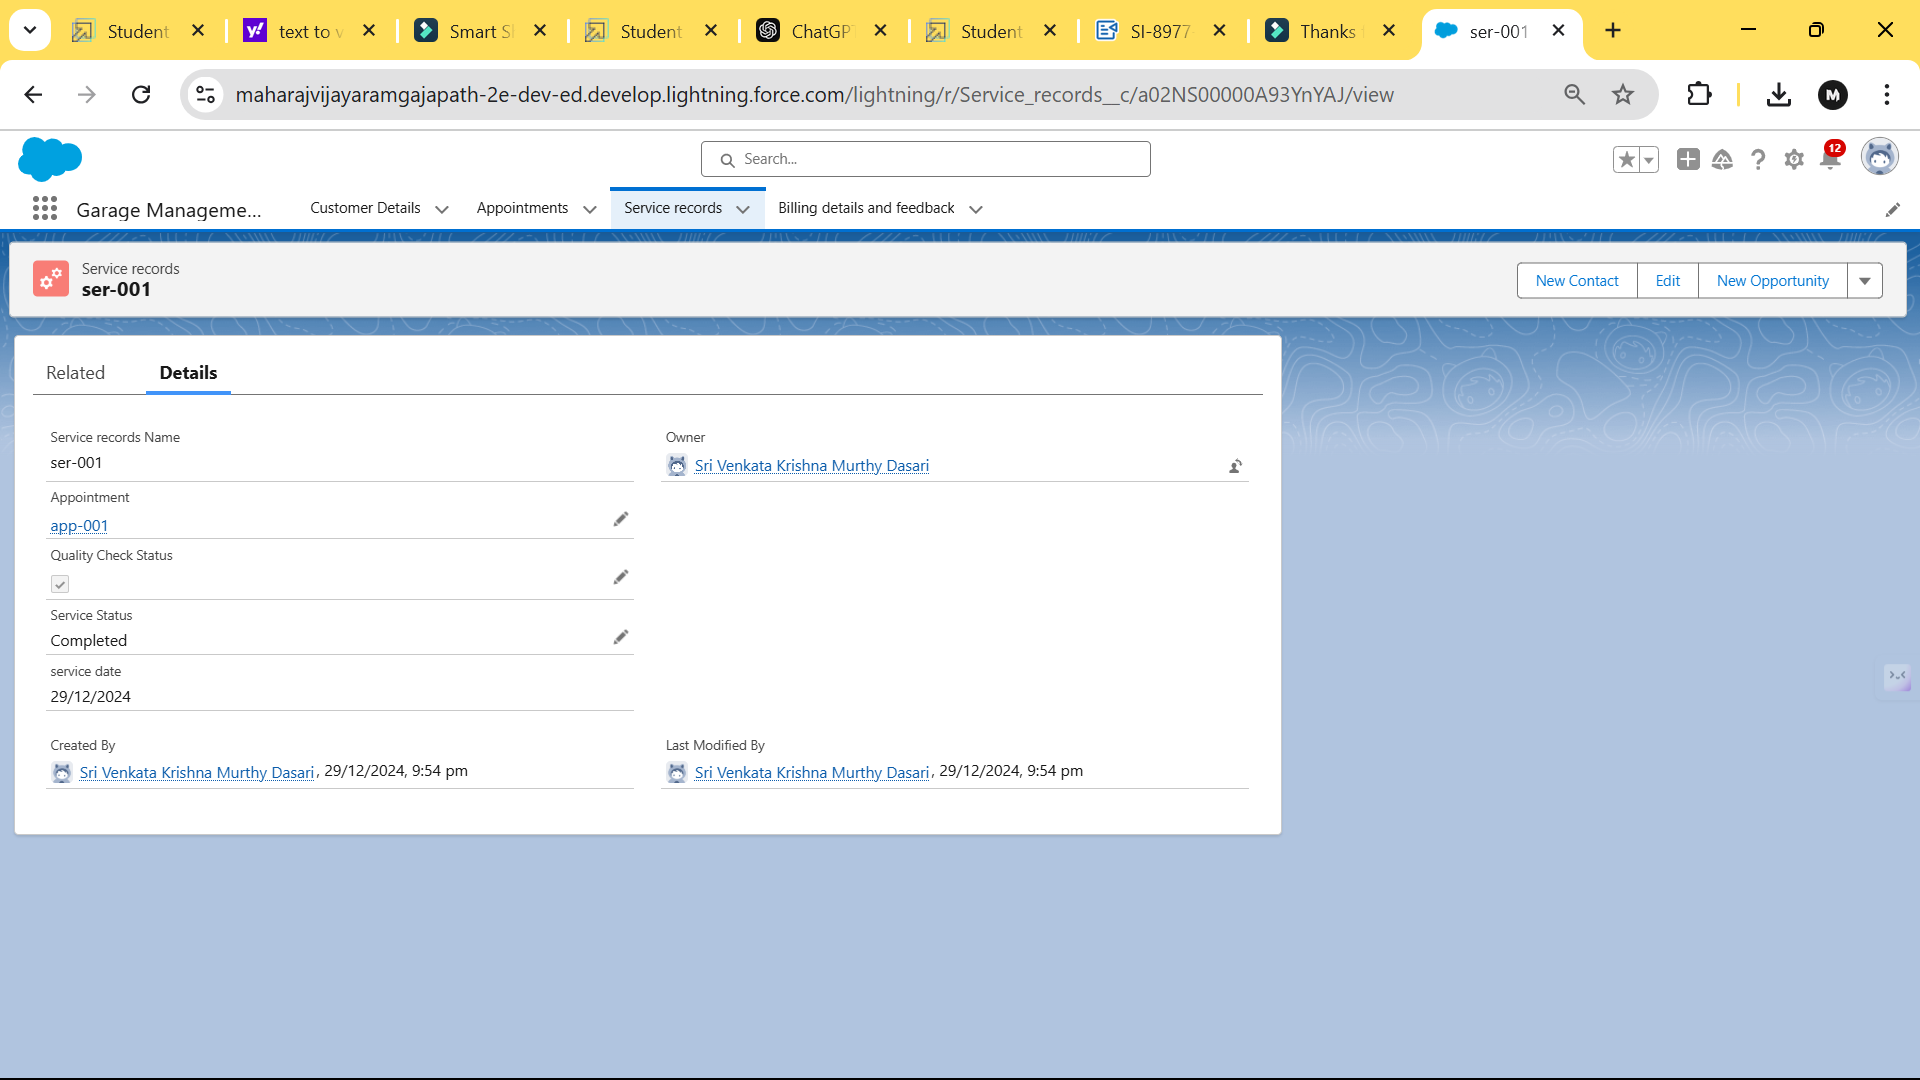 Student
text to v
Smart Sl
Student
ChatGPT
Student
SI-8977-
Thanks f
ser-001
maharajvijayaramgajapath-2e-dev-ed.develop.lightning.force.com/lightning/r/Service_records__c/a02NS00000A93YnYAJ/view
M
Search...
12
Garage Manageme...
Customer Details
Appointments
Service records
Billing details and feedback
Service records
ser-001
New Contact
Edit
New Opportunity
Related
Details
Service records Name
ser-001
Owner
Sri Venkata Krishna Murthy Dasari
Appointment
app-001
Quality Check Status
Service Status
Completed
service date
29/12/2024
Created By
Sri Venkata Krishna Murthy Dasari, 29/12/2024, 9:54 pm
Last Modified By
Sri Venkata Krishna Murthy Dasari, 29/12/2024, 9:54 pm